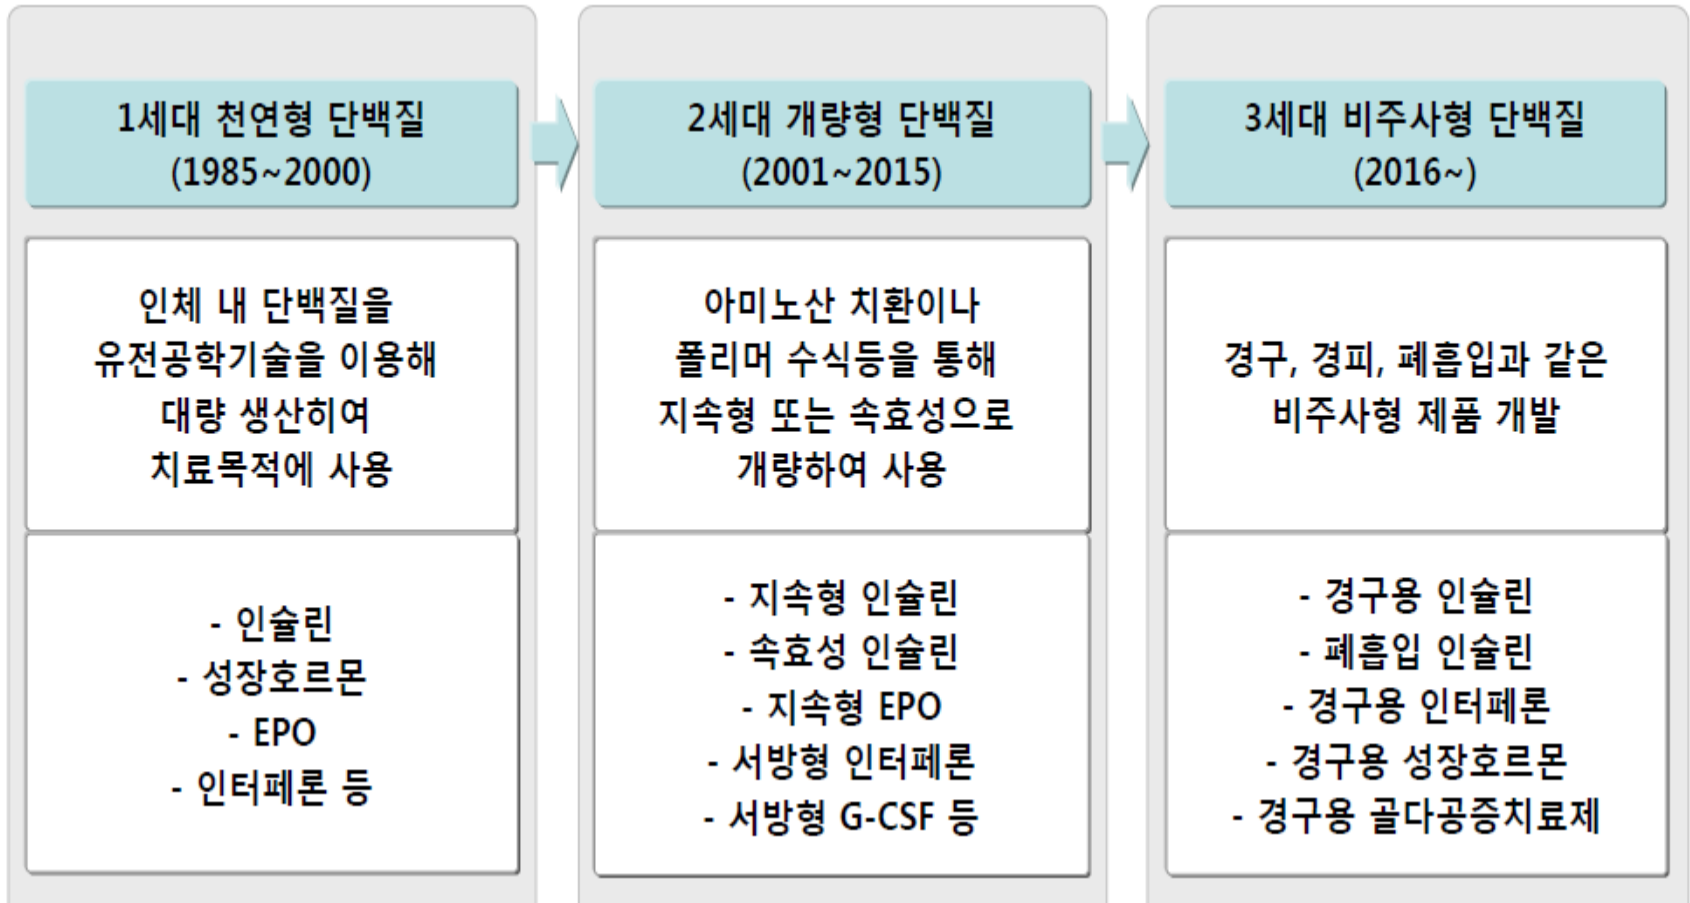 1세대 천연형 단백질
(1985~2000)
인체 내 단백질을
유전공학기술을 이용해
대량 생산히여
치료목적에 사용
- 인슐린
- 성장호르몬
- EPO
- 인터페론 등
2세대 개량형 단백질
(2001~2015)
아미노산 치환이나
폴리머 수식등을 통해
지속형 또는 속효성으로
개량하여 사용
- 지속형 인슐린
- 속효성 인슐린
- 지속형 EPO
- 서방형 인터페론
- 서방형 G-CSF 등
3세대 비주사형 단백질
(2016~)
경구, 경피, 폐흡입과 같은
비주사형 제품 개발
- 경구용 인슐린
- 폐흡입 인슐린
- 경구용 인터페론
- 경구용 성장호르몬
- 경구용 골다공증치료제